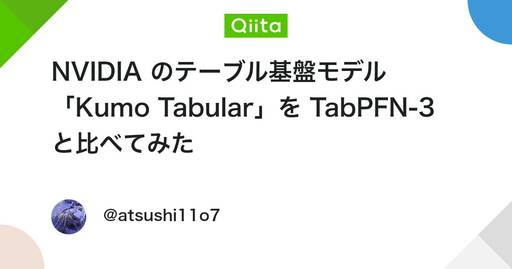 Qiita
NVIDIA のテーブル基盤モデル
「Kumo Tabular」を TabPFN-3
と比べてみた
@atsushi11o7